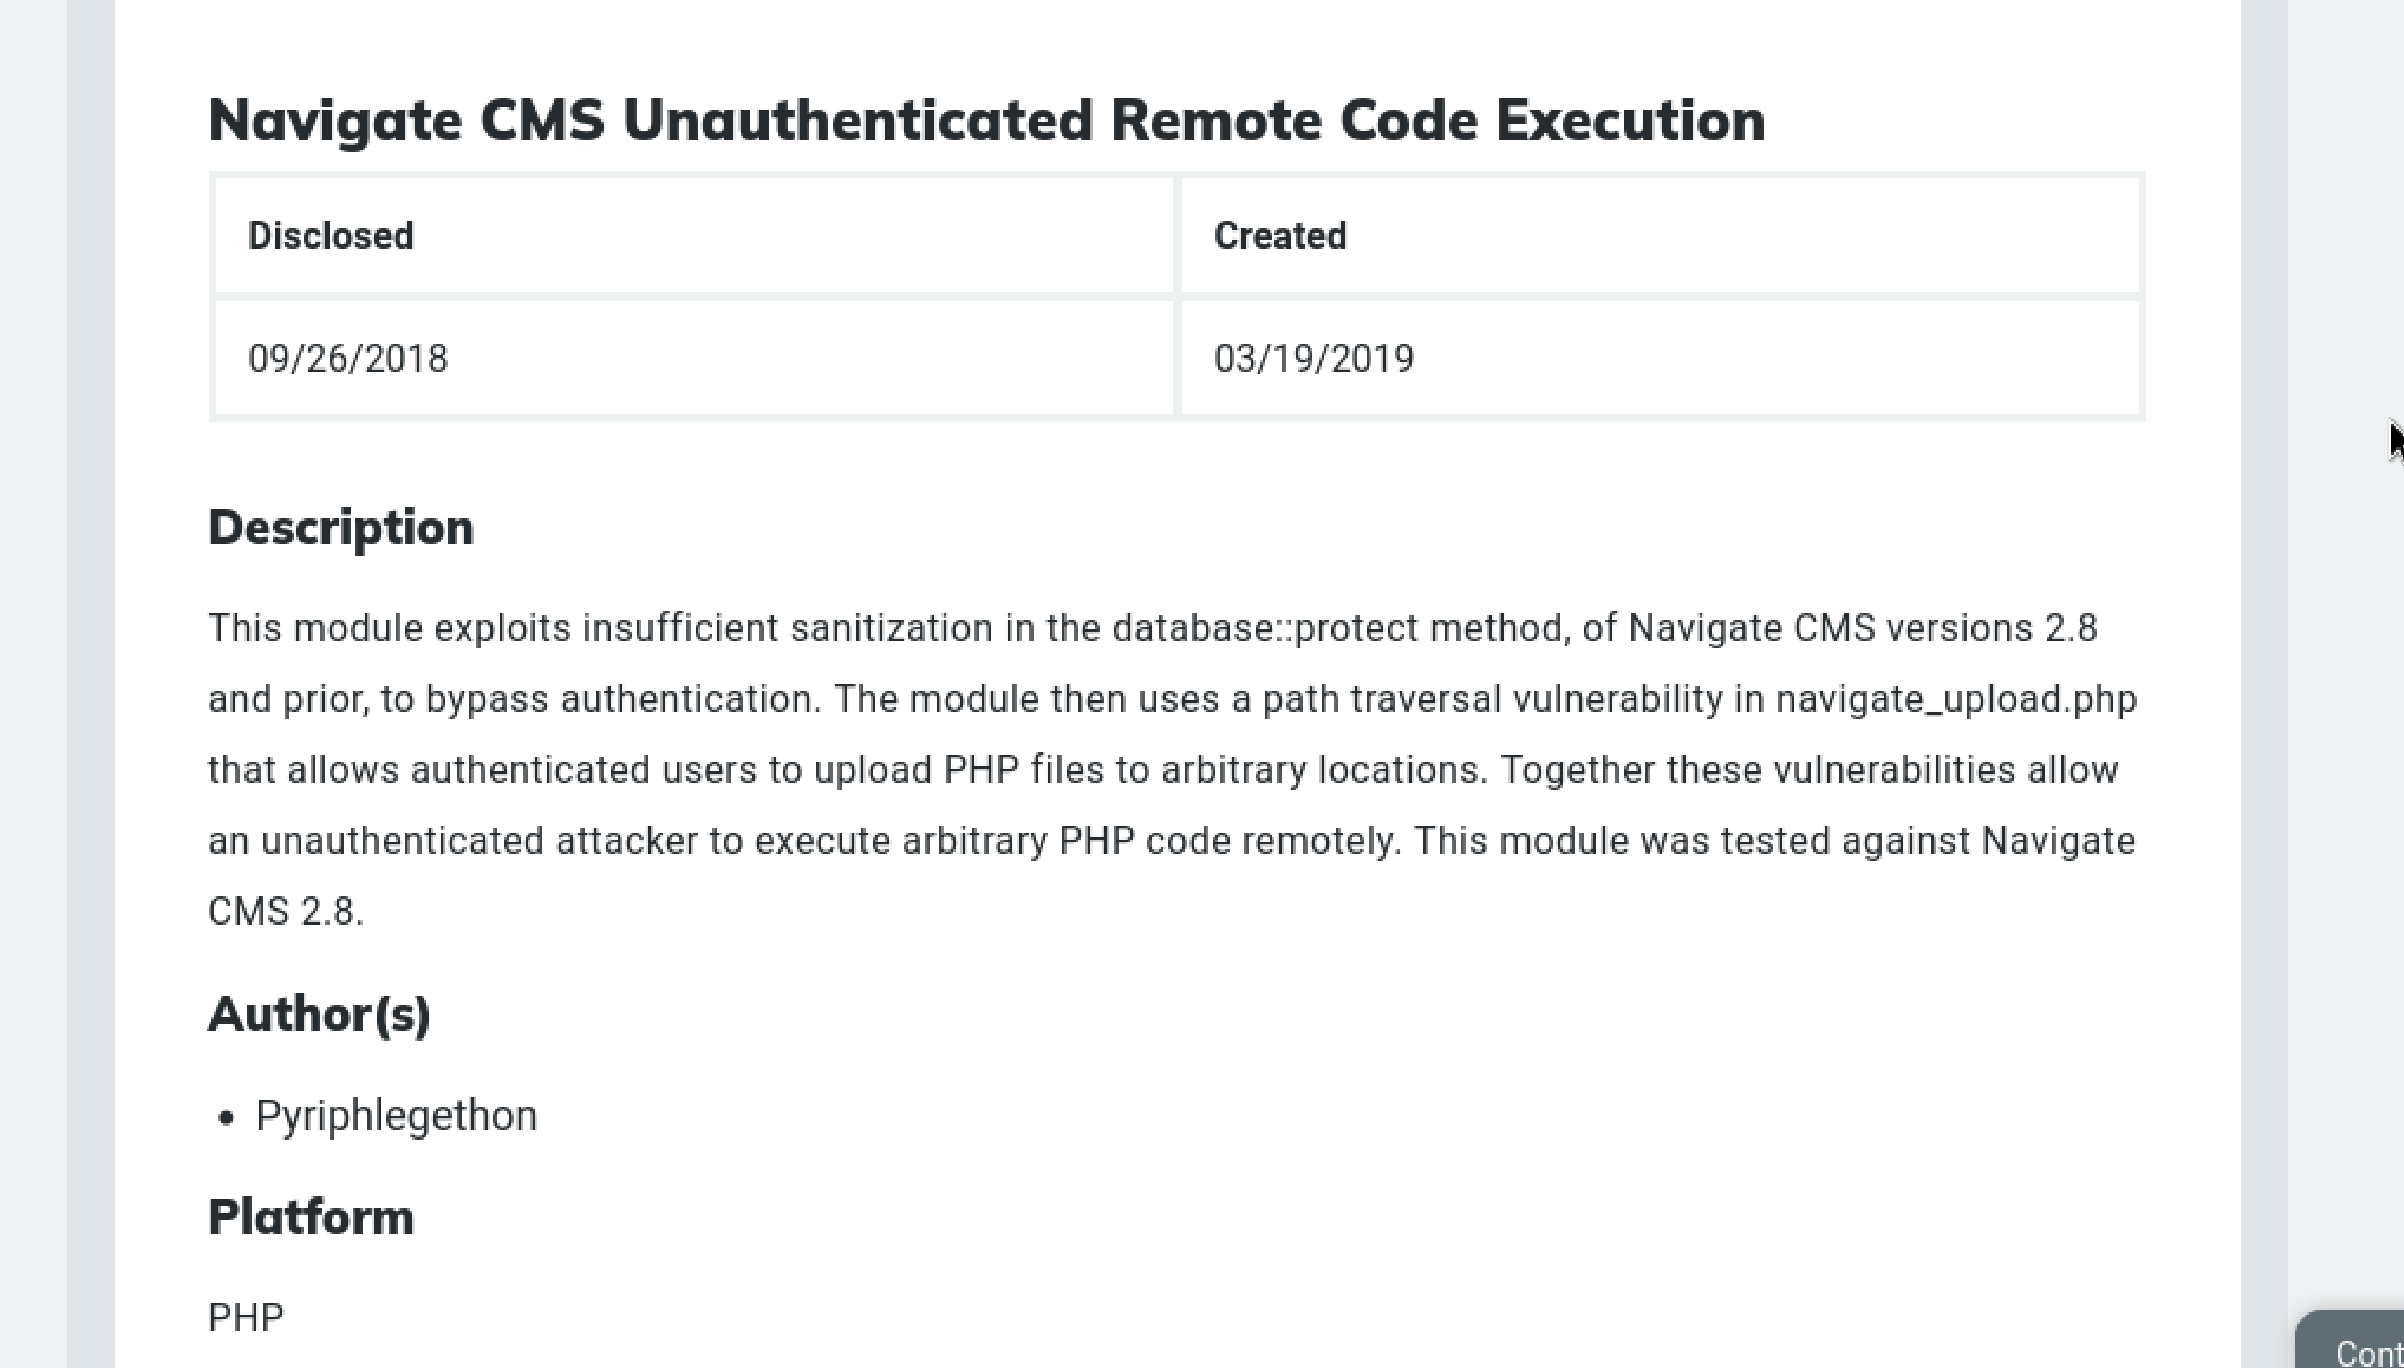 Navigate CMS Unauthenticated Remote Code Execution
Disclosed
Created
09/26/2018
03/19/2019
Description
This module exploits insufficient sanitization in the database::protect method, of Navigate CMS versions 2.8
and prior, to bypass authentication. The module then uses a path traversal vulnerability in navigate_upload.php
that allows authenticated users to upload PHP files to arbitrary locations. Together these vulnerabilities allow
an unauthenticated attacker to execute arbitrary PHP code remotely. This module was tested against Navigate
CMS 2.8.
Author(s)
• Pyriphlegethon
Platform
PHP
Cont